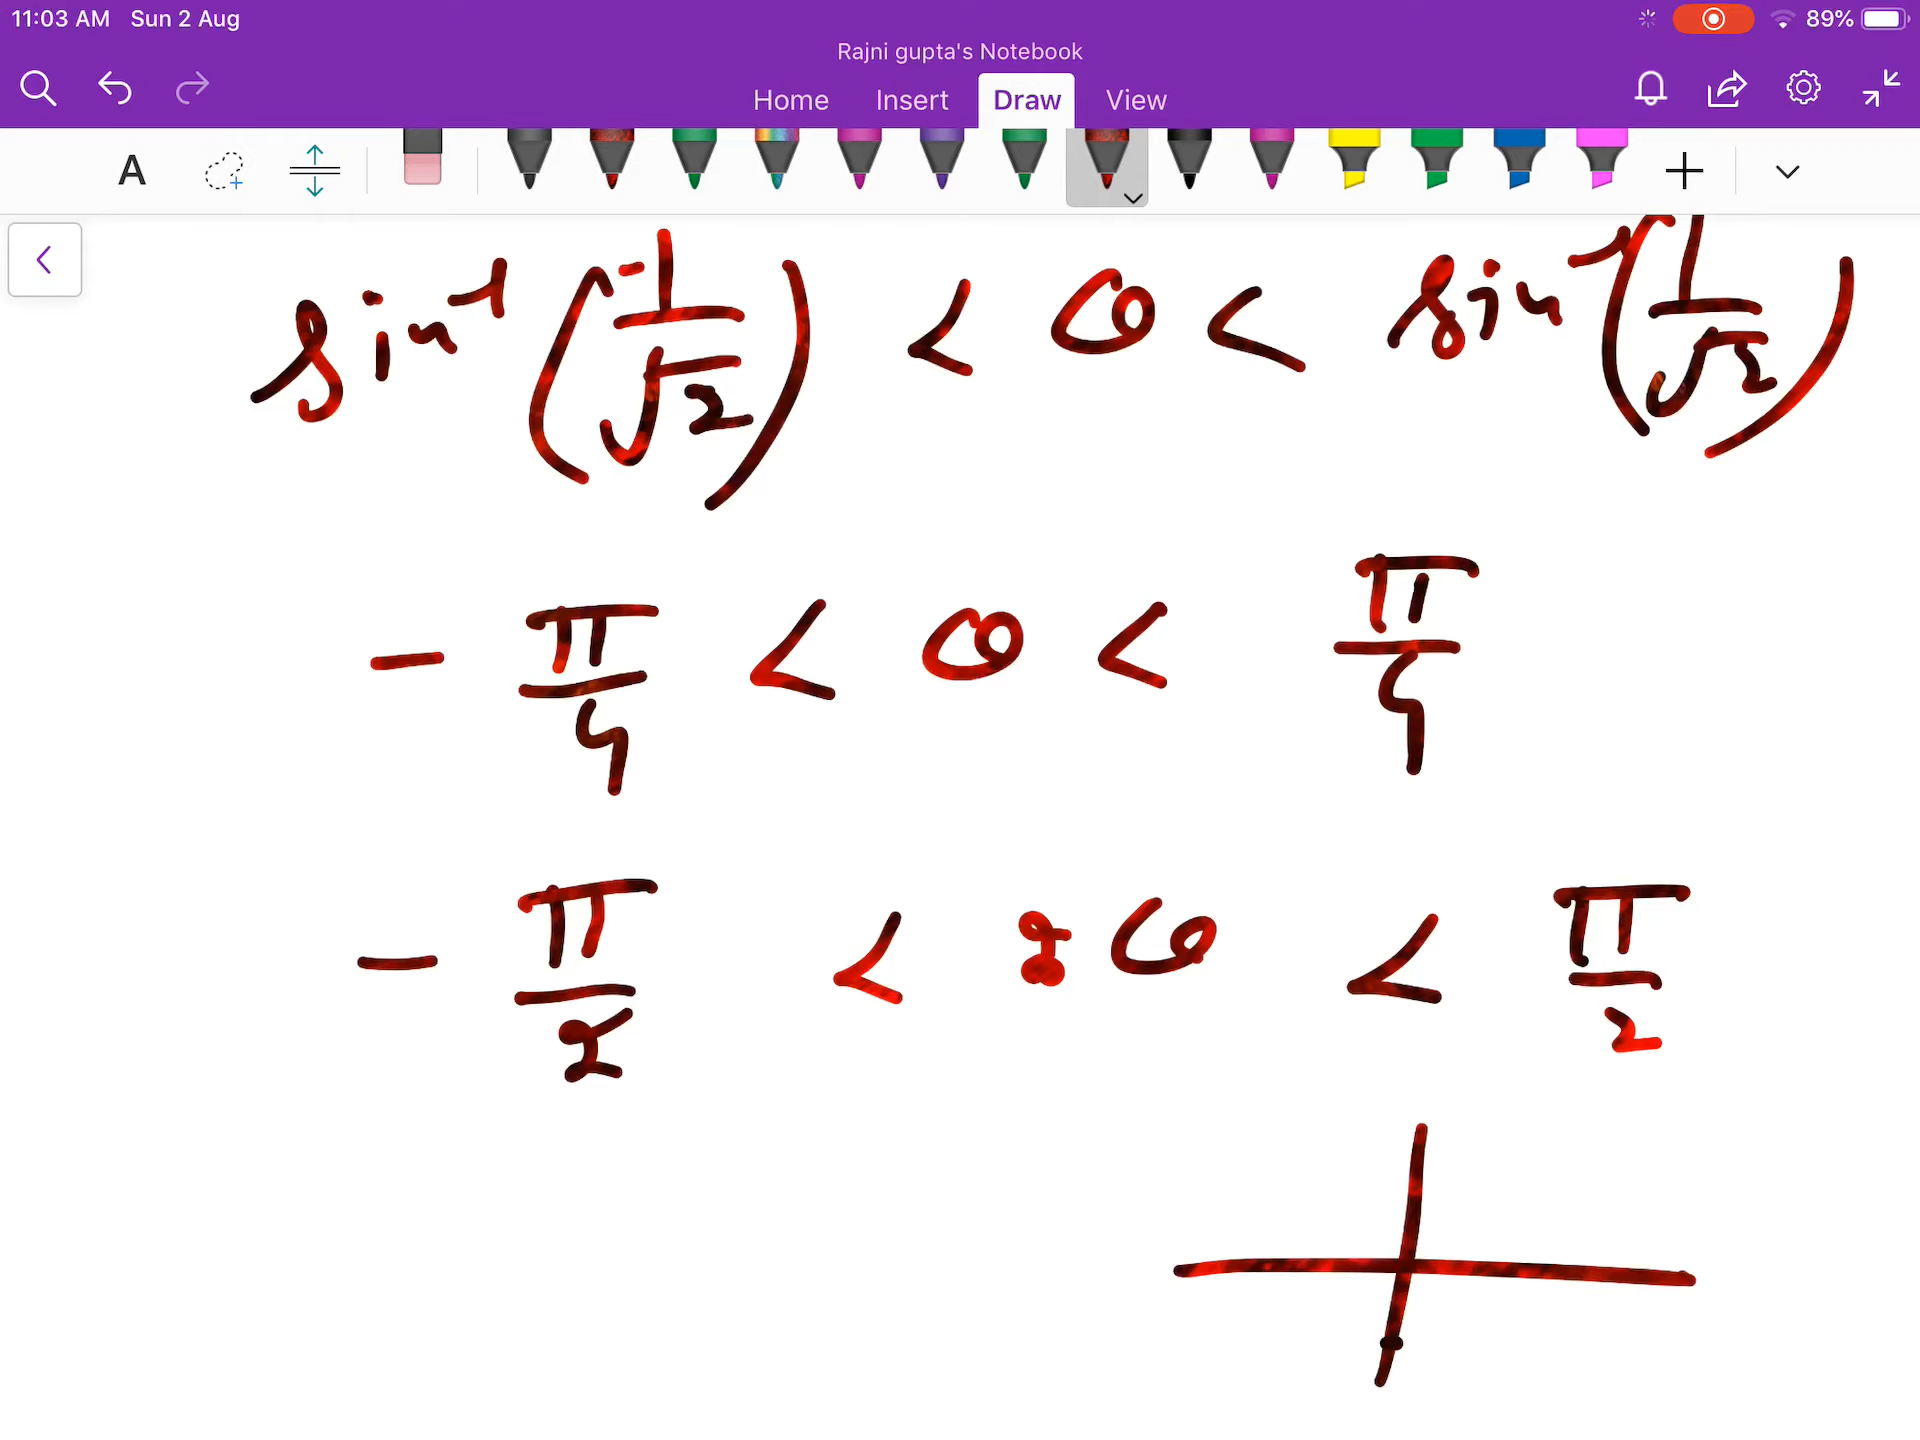 11:03 AM Sun 2 Aug 89%
Rajni gupta's Notebook
Home Insert Draw View
A
sin⁻¹(-1/√2) < θ < sin⁻¹(1/√2)
- π/4 < θ < π/4
- π/2 < 2θ < π/2